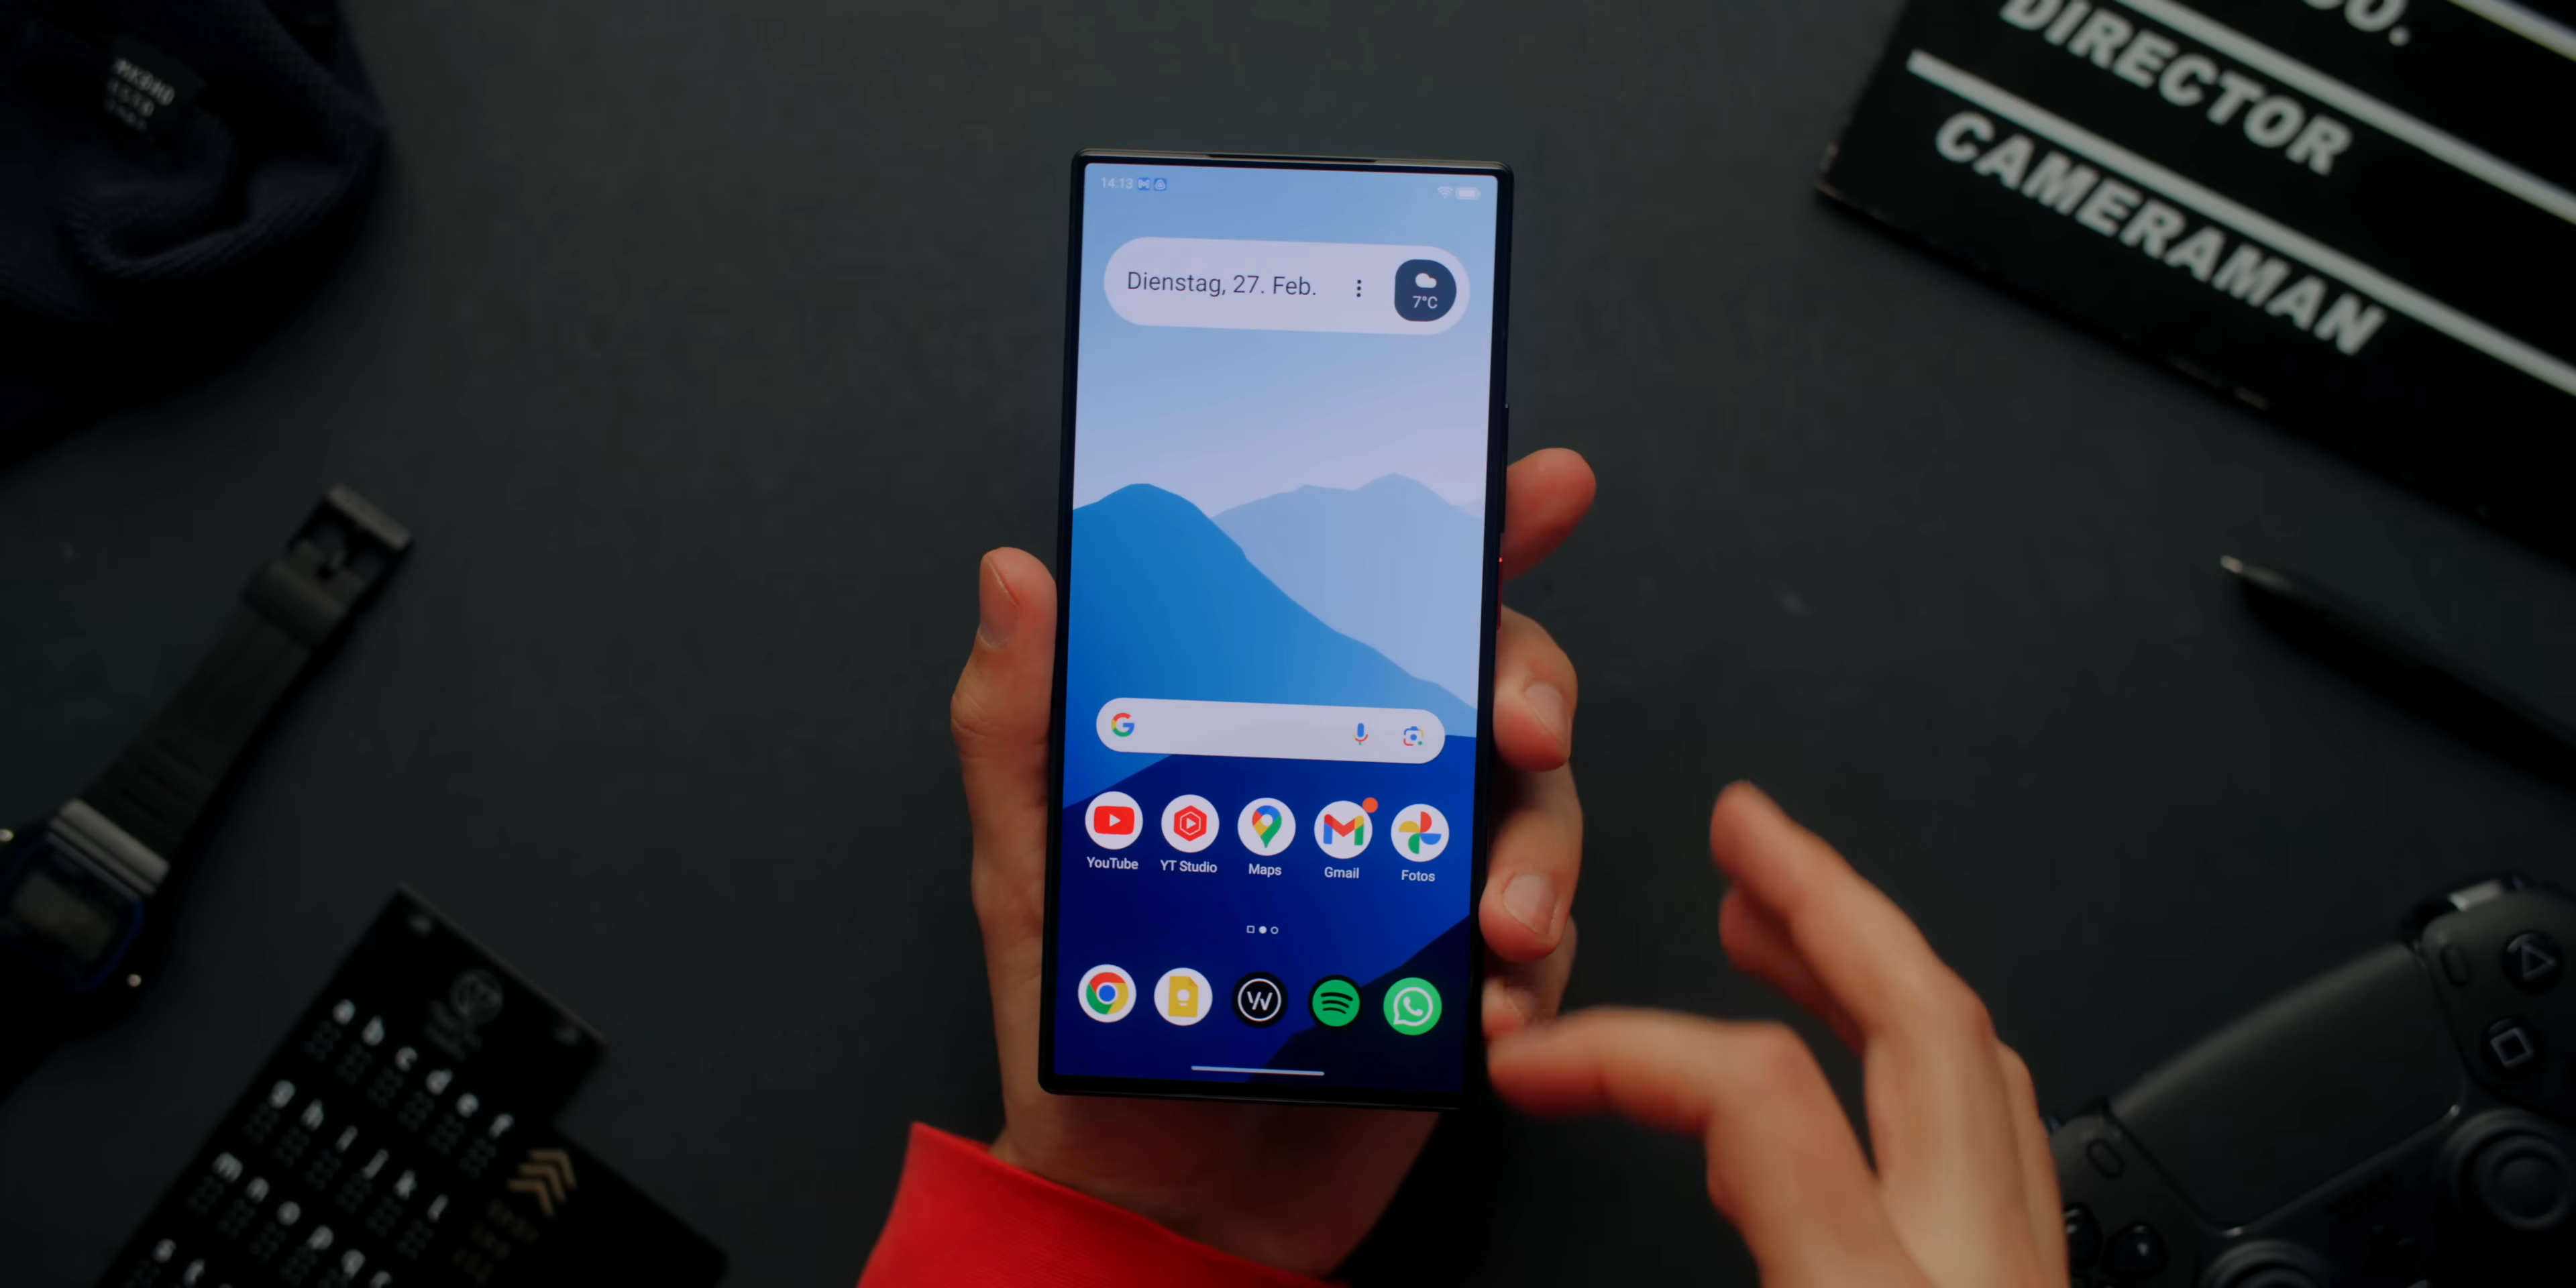 DIRECTOR
CAMERAMAN
14:13
Dienstag, 27. Feb.
7°C
YouTube
YT Studio
Maps
Gmail
Fotos
a b c d e f
g h i j k l
m n o p q r
s t